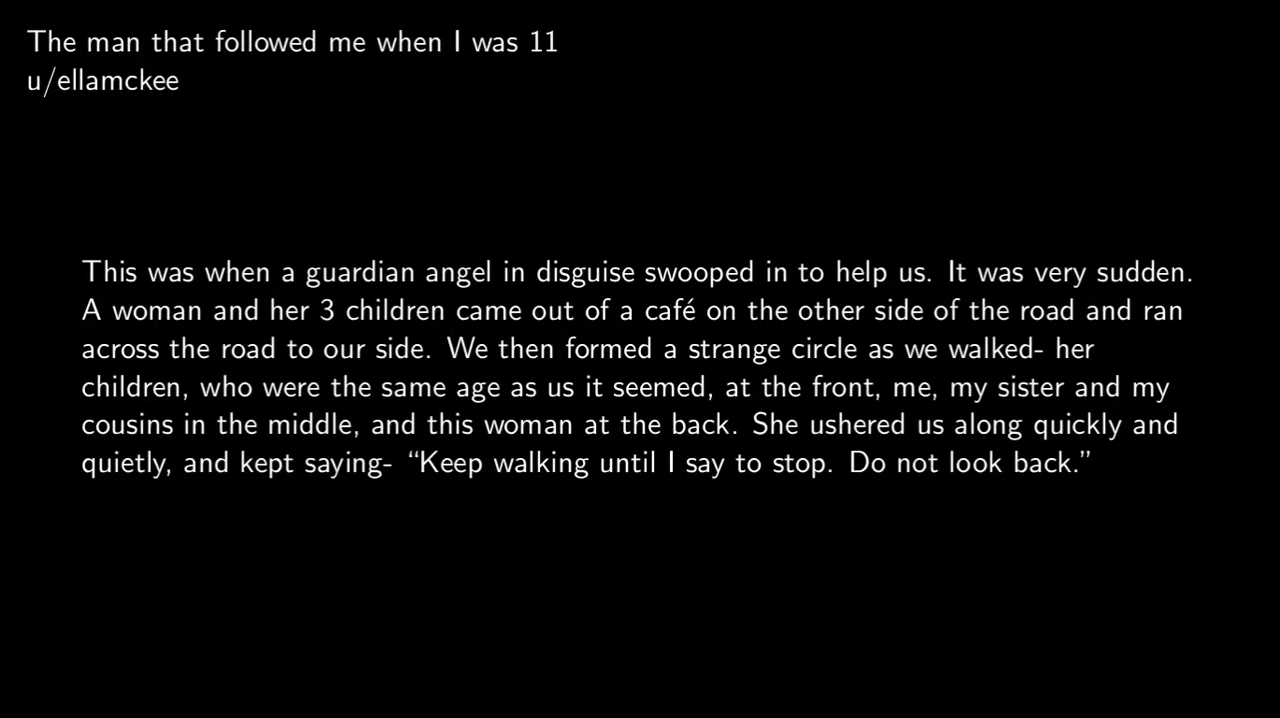 The man that followed me when I was 11
u/ellamckee
This was when a guardian angel in disguise swooped in to help us. It was very sudden.
A woman and her 3 children came out of a café on the other side of the road and ran
across the road to our side. We then formed a strange circle as we walked- her
children, who were the same age as us it seemed, at the front, me, my sister and my
cousins in the middle, and this woman at the back. She ushered us along quickly and
quietly, and kept saying- “Keep walking until I say to stop. Do not look back.”